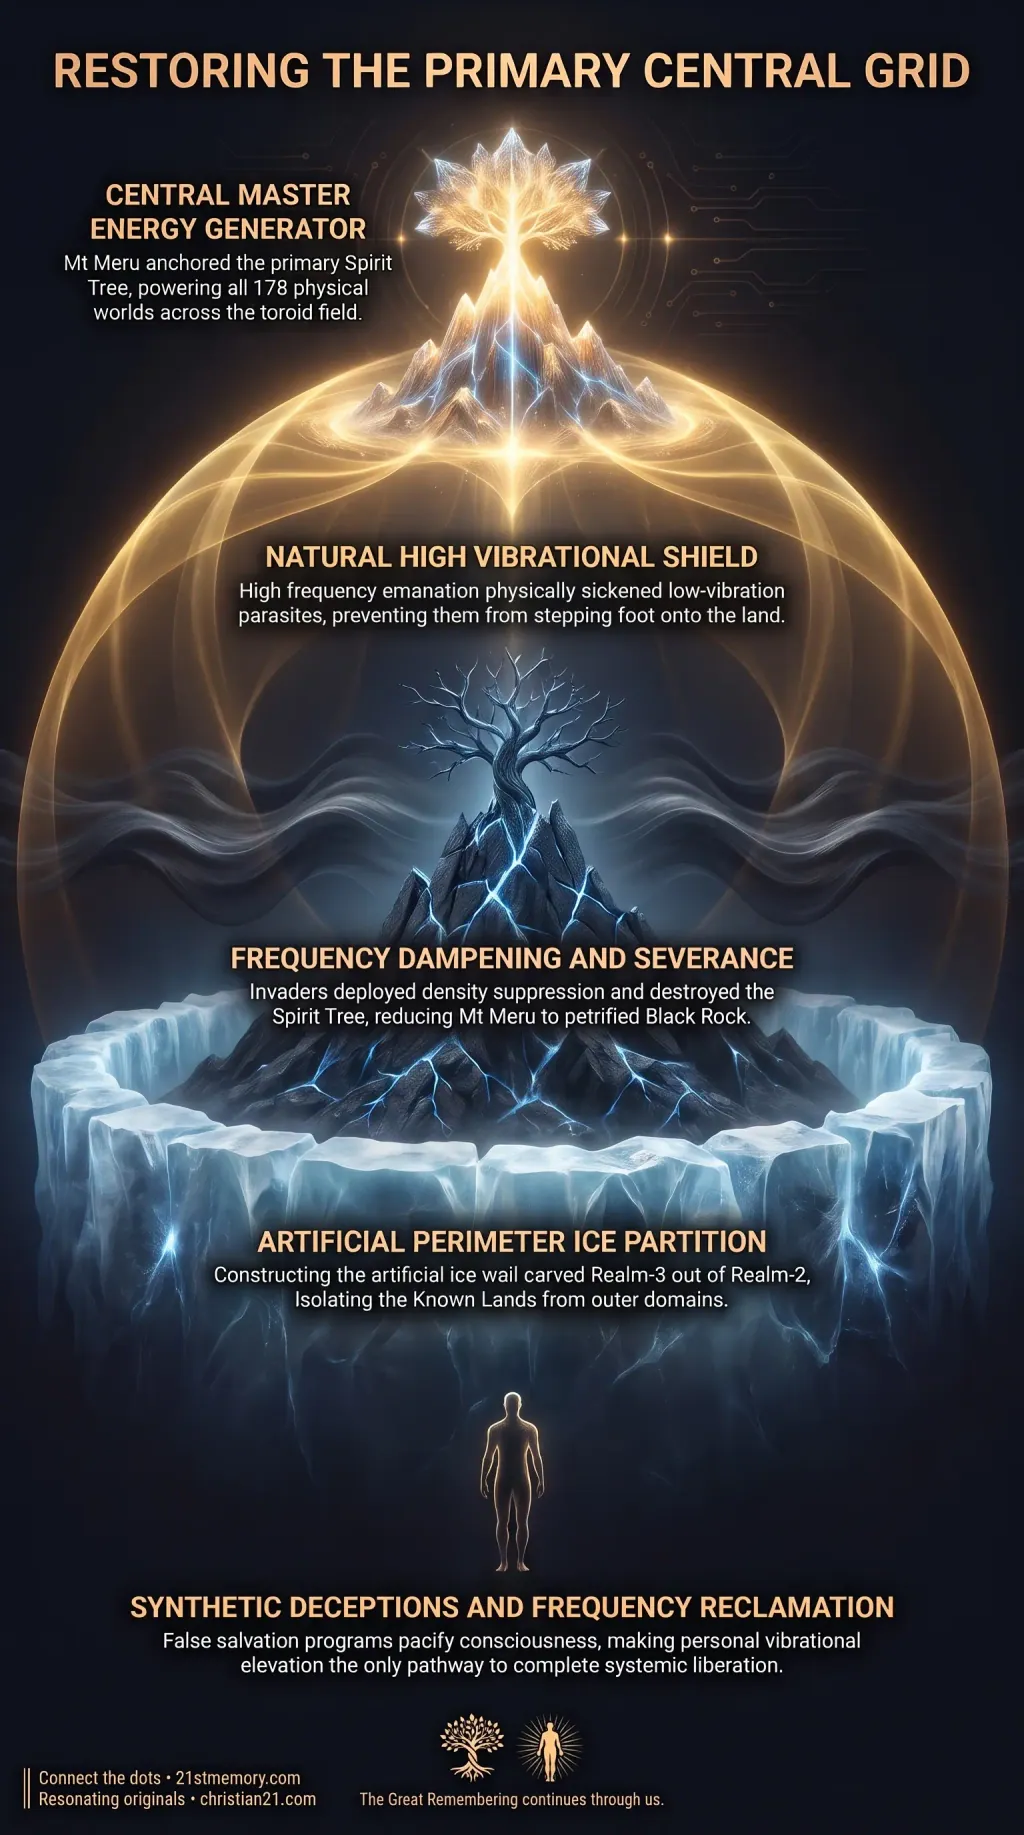 RESTORING THE PRIMARY CENTRAL GRID
CENTRAL MASTER
ENERGY GENERATOR
Mt Meru anchored the primary Spirit
Tree, powering all 178 physical
worlds across the toroid field.
NATURAL HIGH VIBRATIONAL SHIELD
High frequency emanation physically sickened low-vibration
parasites, preventing them from stepping foot onto the land.
FREQUENCY DAMPENING AND SEVERANCE
Invaders deployed density suppression and destroyed the
Spirit Tree, reducing Mt Meru to petrified Black Rock.
ARTIFICIAL PERIMETER ICE PARTITION
Constructing the artificial ice wail carved Realm-3 out of Realm-2,
Isolating the Known Lands from outer domains.
SYNTHETIC DECEPTIONS AND FREQUENCY RECLAMATION
False salvation programs pacify consciousness, making personal vibrational
elevation the only pathway to complete systemic liberation.
Connect the dots • 21stmemory.com
Resonating originals • christian21.com
The Great Remembering continues through us.